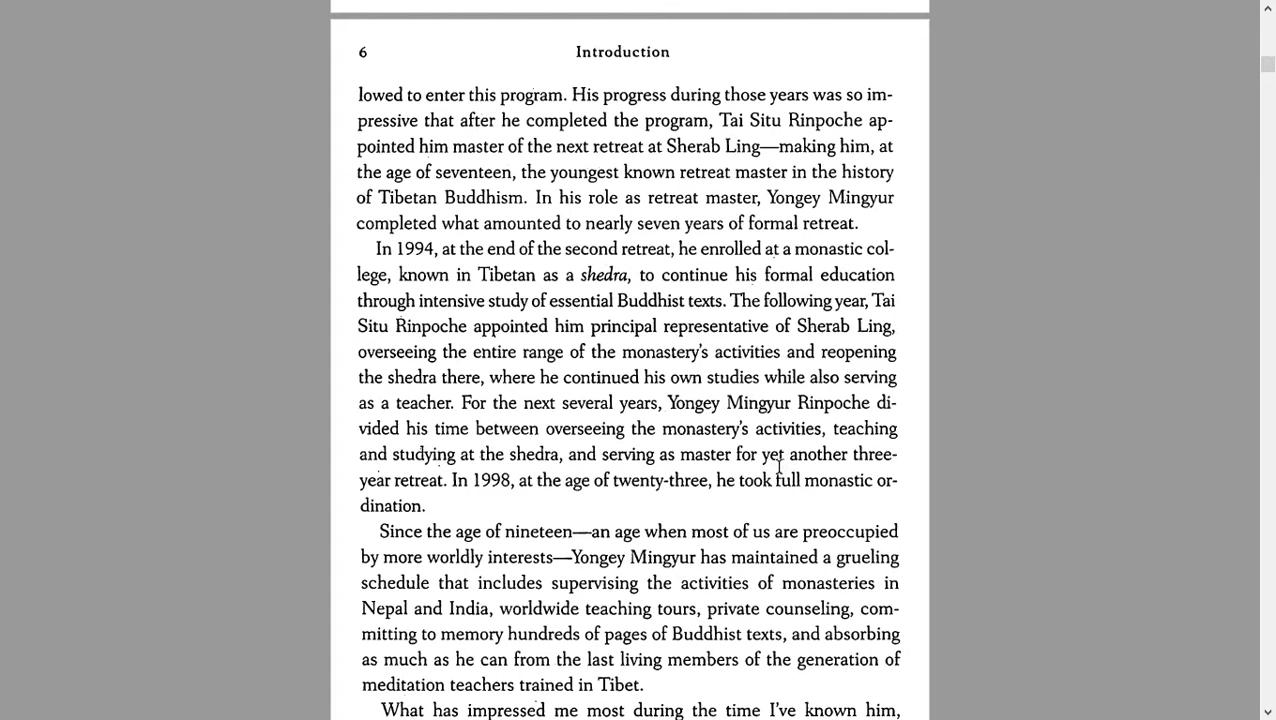 6
Introduction
lowed to enter this program. His progress during those years was so im-
pressive that after he completed the program, Tai Situ Rinpoche ap-
pointed him master of the next retreat at Sherab Ling—making him, at
the age of seventeen, the youngest known retreat master in the history
of Tibetan Buddhism. In his role as retreat master, Yongey Mingyur
completed what amounted to nearly seven years of formal retreat.
In 1994, at the end of the second retreat, he enrolled at a monastic col-
lege, known in Tibetan as a shedra, to continue his formal education
through intensive study of essential Buddhist texts. The following year, Tai
Situ Rinpoche appointed him principal representative of Sherab Ling,
overseeing the entire range of the monastery's activities and reopening
the shedra there, where he continued his own studies while also serving
as a teacher. For the next several years, Yongey Mingyur Rinpoche di-
vided his time between overseeing the monastery's activities, teaching
and studying at the shedra, and serving as master for yet another three-
year retreat. In 1998, at the age of twenty-three, he took full monastic or-
dination.
Since the age of nineteen—an age when most of us are preoccupied
by more worldly interests—Yongey Mingyur has maintained a grueling
schedule that includes supervising the activities of monasteries in
Nepal and India, worldwide teaching tours, private counseling, com-
mitting to memory hundreds of pages of Buddhist texts, and absorbing
as much as he can from the last living members of the generation of
meditation teachers trained in Tibet.
What has impressed me most during the time I've known him,